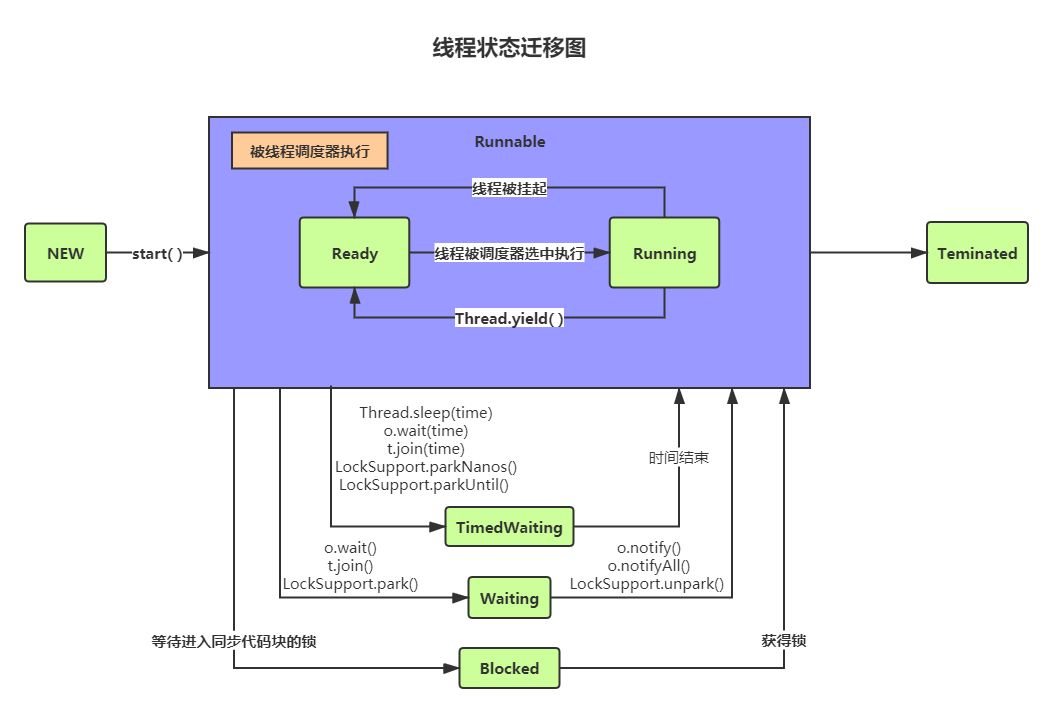 线程状态迁移图
Runnable
被线程调度器执行
线程被挂起
NEW
start( )
Ready
线程被调度器选中执行
Running
Teminated
Thread.yield( )
Thread.sleep(time)
o.wait(time)
t.join(time)
LockSupport.parkNanos()
LockSupport.parkUntil()
时间结束
TimedWaiting
o.wait()
t.join()
LockSupport.park()
o.notify()
o.notifyAll()
LockSupport.unpark()
Waiting
等待进入同步代码块的锁
获得锁
Blocked